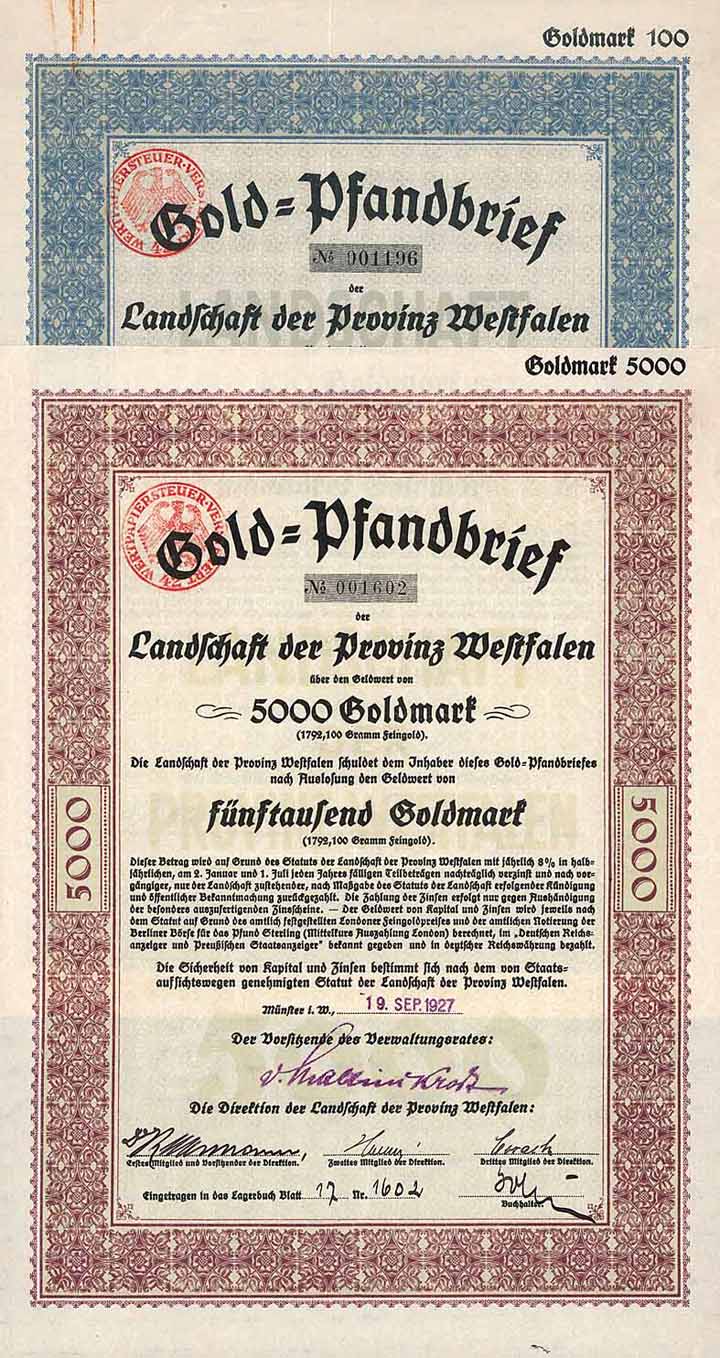 Goldmark 100
WERTPAPIERSTEUER-VERS
Gold=Pfandbrief
№ 001196
der
Landschaft der Provinz Westfalen
Goldmark 5000
WERTPAPIERSTEUER-VER
Gold=Pfandbrief
№ 001602
der
Landschaft der Provinz Westfalen
über den Geldwert von
5000 Goldmark
(1792,100 Gramm Feingold).
Die Landschaft der Provinz Westfalen schuldet dem Inhaber dieses Gold-Pfandbriefes
nach Auslosung den Geldwert von
fünftausend Goldmark
(1792,100 Gramm Feingold).
5000
5000
Dieser Betrag wird auf Grund des Statuts der Landschaft der Provinz Westfalen mit jährlich 8% in halb-
jährlichen, am 2. Januar und 1. Juli jeden Jahres fälligen Teilbeträgen nachträglich verzinst und nach vor-
gängiger, nur der Landschaft zustehender, nach Maßgabe des Statuts der Landschaft erfolgender Kündigung
und öffentlicher Bekanntmachung zurückgezahlt. Die Zahlung der Zinsen erfolgt nur gegen Aushändigung
der besonders auszufertigenden Zinsscheine. — Der Geldwert von Kapital und Zinsen wird jeweils nach
dem Statut auf Grund des amtlich festgestellten Londoner Feingoldpreises und der amtlichen Notierung der
Berliner Börse für das Pfund Sterling (Mittelkurs Auszahlung London) berechnet, im „Deutschen Reichs-
anzeiger und Preußischen Staatsanzeiger" bekannt gegeben und in deutscher Reichswährung bezahlt.
Die Sicherheit von Kapital und Zinsen bestimmt sich nach dem von Staats-
aufsichtswegen genehmigten Statut der Landschaft der Provinz Westfalen.
Münster i. W., 19. SEP. 1927
Der Vorsitzende des Verwaltungsrates:
Die Direktion der Landschaft der Provinz Westfalen:
Erstes Mitglied und Vorsitzender der Direktion.
Zweites Mitglied der Direktion.
Drittes Mitglied der Direktion.
Eingetragen in das Lagerbuch Blatt 17 Nr. 1602
Buchhalter.